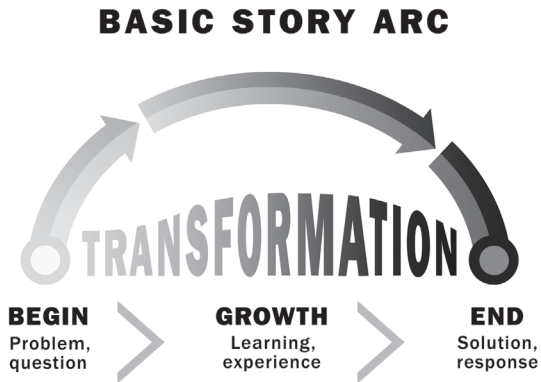 BASIC STORY ARC
TRANSFORMATION
BEGIN
Problem,
question
GROWTH
Learning,
experience
END
Solution,
response